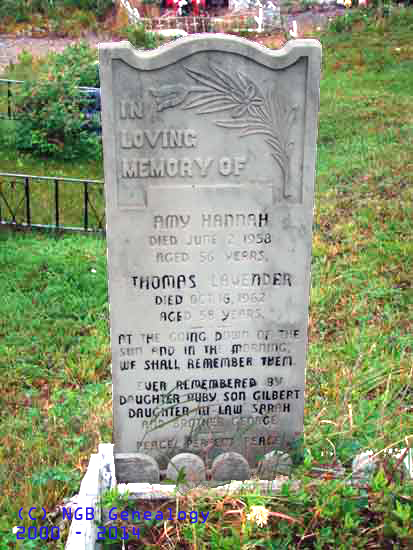 IN
LOVING
MEMORY OF
AMY HANNAH
DIED JUNE 2 1958
AGED 56 YEARS.
THOMAS LAVENDER
DIED OCT 18, 1962
AGED 58 YEARS.
AT THE GOING DOWN OF THE
SUN AND IN THE MORNING,
WE SHALL REMEMBER THEM.
EVER REMEMBERED BY
DAUGHTER RUBY SON GILBERT
DAUGHTER IN LAW SARAH
AND BROTHER GEORGE
PEACE, PERFECT PEACE
(C) NGB Genealogy
2000 - 2014